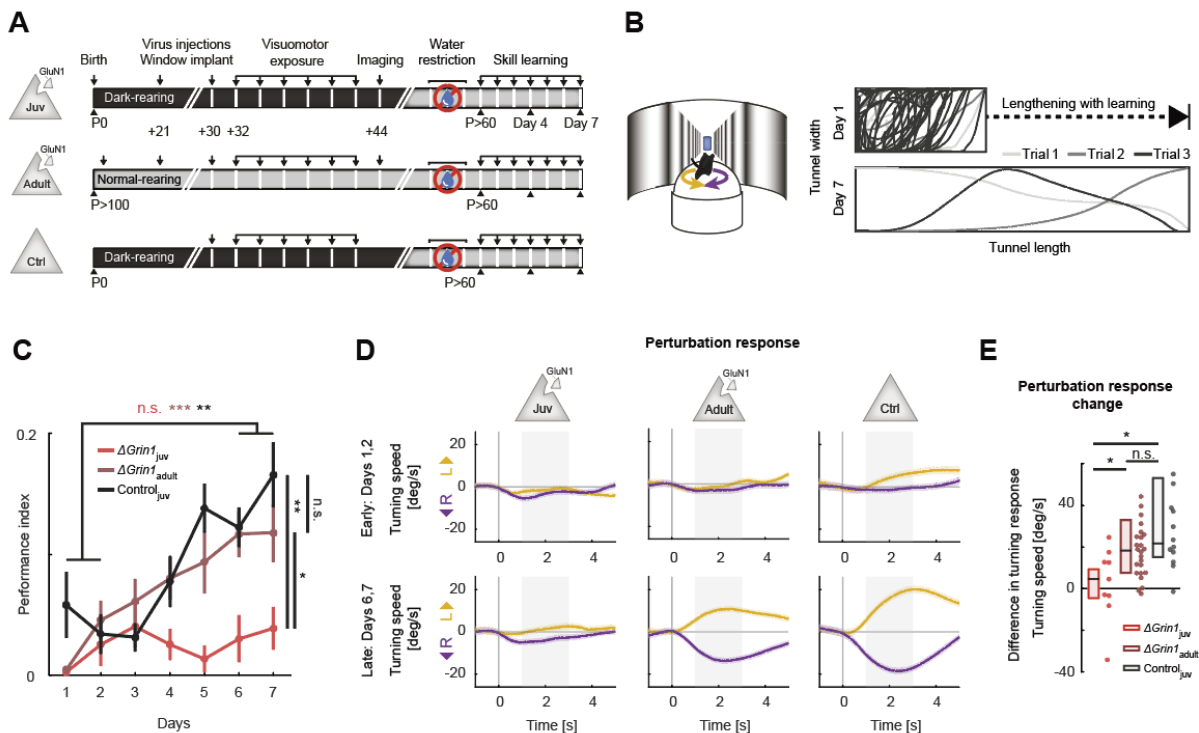 A
Birth
Virus injections
Window implant
Visuomotor
exposure
Imaging
Water
restriction
Skill learning
GluN1
Juv
Dark-rearing
P0
+21
+30
+32
+44
P>60
Day 4
Day 7
GluN1
Adult
Normal-rearing
P>100
P>60
Ctrl
Dark-rearing
P0
P>60
B
Tunnel width
Day 1
Day 7
Lengthening with learning
Trial 1
Trial 2
Trial 3
Tunnel length
C
n.s. *** **
0.2
Performance index
0
ΔGrin1juv
ΔGrin1adult
Controljuv
n.s.
**
*
1 2 3 4 5 6 7
Days
D
Perturbation response
GluN1
Juv
GluN1
Adult
Ctrl
Early: Days 1,2
Turning speed
[deg/s]
R L
20
0
-20
0 2 4
0 2 4
0 2 4
Late: Days 6,7
Turning speed
[deg/s]
R L
20
0
-20
0 2 4
0 2 4
0 2 4
Time [s]
Time [s]
Time [s]
E
Perturbation response
change
*
* n.s.
Difference in turning response
Turning speed [deg/s]
40
0
-40
ΔGrin1juv
ΔGrin1adult
Controljuv